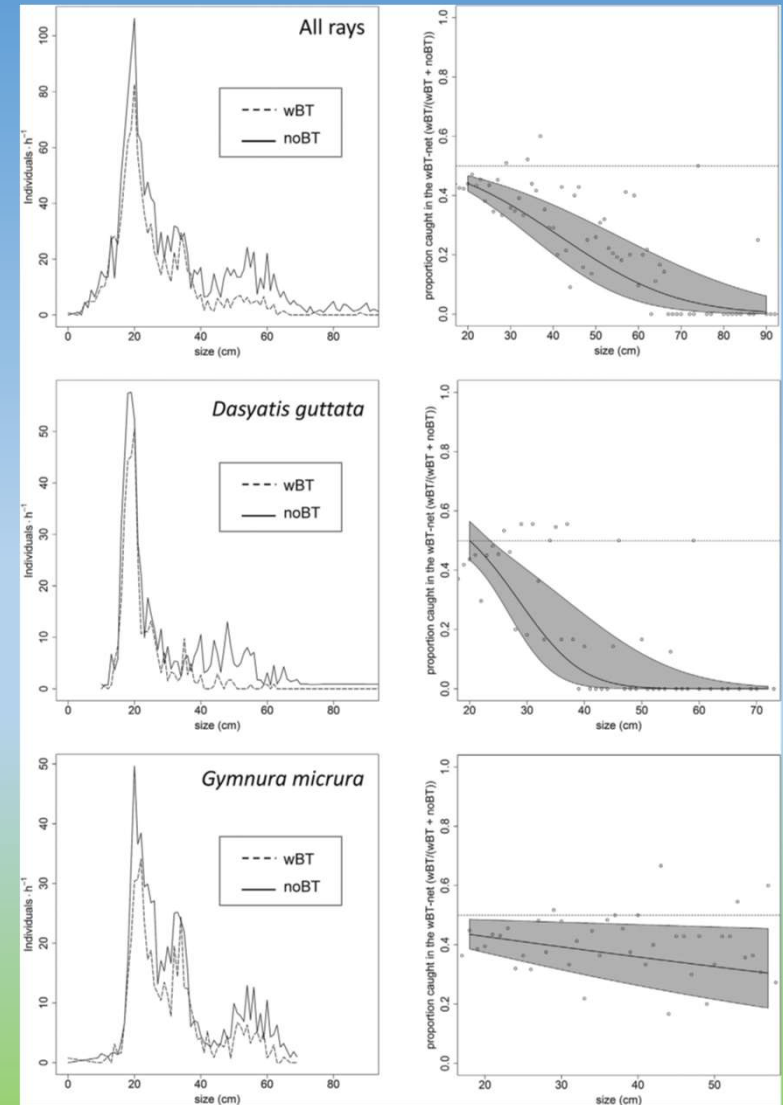 All rays
wBT
noBT
Individuals · h⁻¹
0 20 40 60 80 100
0 20 40 60 80
size (cm)
proportion caught in the wBT-net (wBT/(wBT + noBT))
0.0 0.2 0.4 0.6 0.8 1.0
20 30 40 50 60 70 80 90
size (cm)
Dasyatis guttata
wBT
noBT
Individuals · h⁻¹
0 10 20 30 40 50
0 20 40 60 80
size (cm)
proportion caught in the wBT-net (wBT/(wBT + noBT))
0.0 0.2 0.4 0.6 0.8 1.0
20 30 40 50 60 70
size (cm)
Gymnura micrura
wBT
noBT
Individuals · h⁻¹
0 10 20 30 40 50
0 20 40 60 80
size (cm)
proportion caught in the wBT-net (wBT/(wBT + noBT))
0.0 0.2 0.4 0.6 0.8 1.0
20 30 40 50
size (cm)